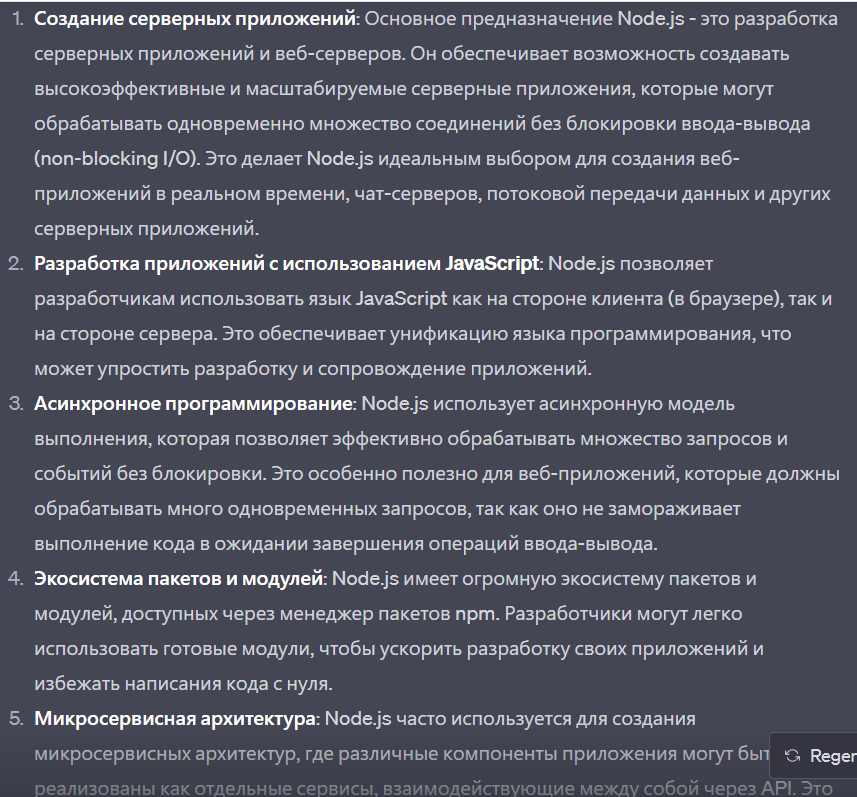 1. Создание серверных приложений: Основное предназначение Node.js - это разработка
серверных приложений и веб-серверов. Он обеспечивает возможность создавать
высокоэффективные и масштабируемые серверные приложения, которые могут
обрабатывать одновременно множество соединений без блокировки ввода-вывода
(non-blocking I/O). Это делает Node.js идеальным выбором для создания веб-
приложений в реальном времени, чат-серверов, потоковой передачи данных и других
серверных приложений.
2. Разработка приложений с использованием JavaScript: Node.js позволяет
разработчикам использовать язык JavaScript как на стороне клиента (в браузере), так и
на стороне сервера. Это обеспечивает унификацию языка программирования, что
может упростить разработку и сопровождение приложений.
3. Асинхронное программирование: Node.js использует асинхронную модель
выполнения, которая позволяет эффективно обрабатывать множество запросов и
событий без блокировки. Это особенно полезно для веб-приложений, которые должны
обрабатывать много одновременных запросов, так как оно не замораживает
выполнение кода в ожидании завершения операций ввода-вывода.
4. Экосистема пакетов и модулей: Node.js имеет огромную экосистему пакетов и
модулей, доступных через менеджер пакетов npm. Разработчики могут легко
использовать готовые модули, чтобы ускорить разработку своих приложений и
избежать написания кода с нуля.
5. Микросервисная архитектура: Node.js часто используется для создания
микросервисных архитектур, где различные компоненты приложения могут быт
Regen
реализованы как отдельные сервисы, взаимодействующие между собой через API. Это